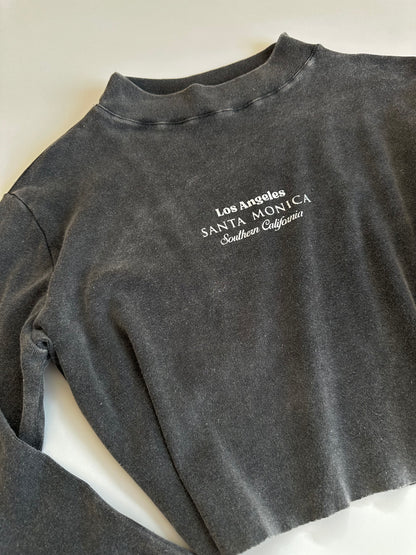 Los Angeles
SANTA MONICA
Southern California